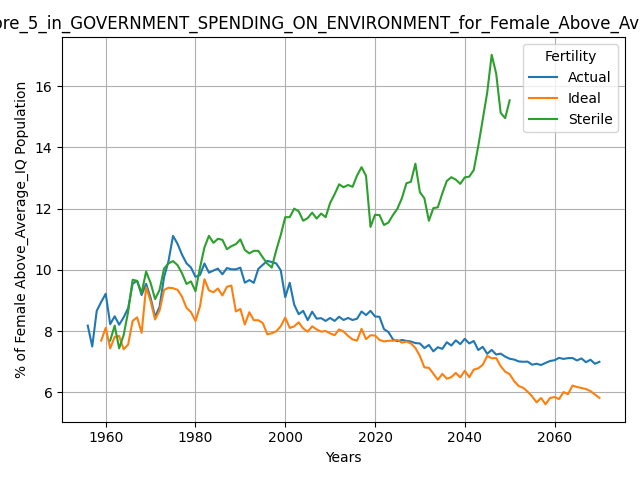 ore_5_in_GOVERNMENT_SPENDING_ON_ENVIRONMENT_for_Female_Above_Av
Fertility
Actual
Ideal
Sterile
% of Female Above_Average_IQ Population
16
14
12
10
8
6
1960
1980
2000
2020
2040
2060
Years